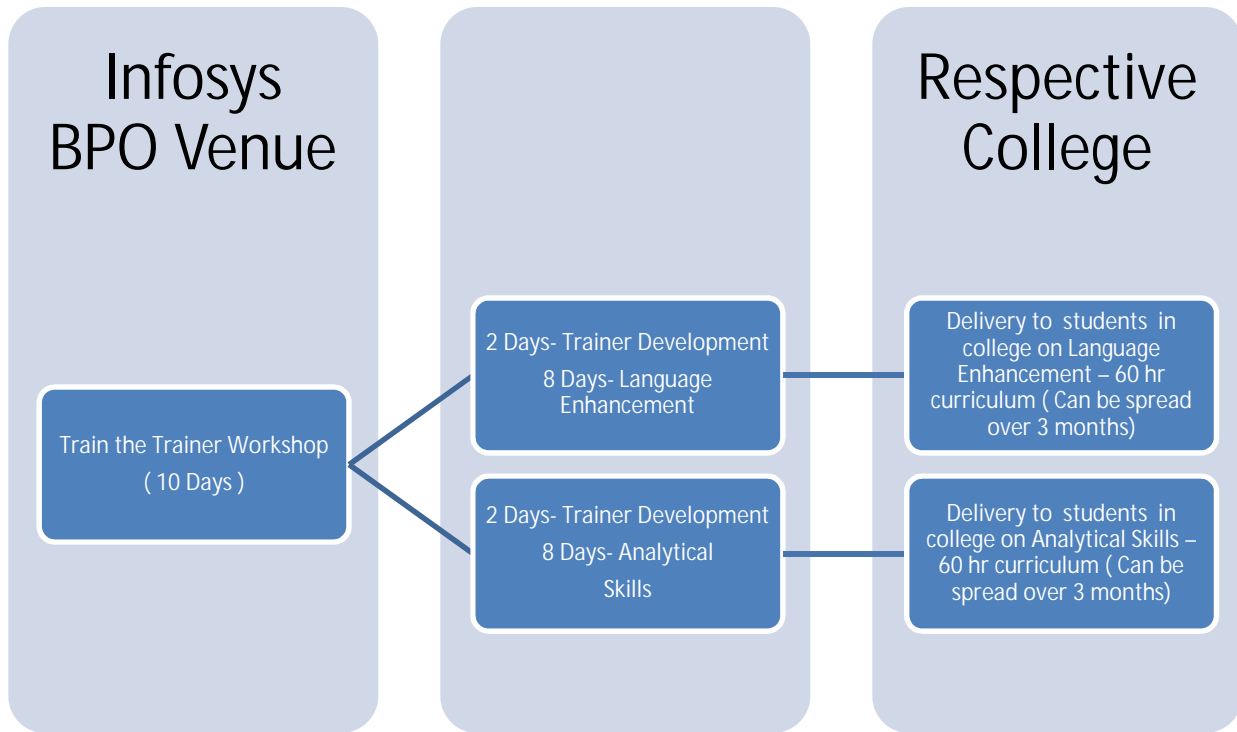 Infosys
BPO Venue
Train the Trainer Workshop
( 10 Days )
2 Days- Trainer Development
8 Days- Language
Enhancement
2 Days- Trainer Development
8 Days- Analytical
Skills
Respective
College
Delivery to students in
college on Language
Enhancement – 60 hr
curriculum ( Can be spread
over 3 months)
Delivery to students in
college on Analytical Skills –
60 hr curriculum ( Can be
spread over 3 months)